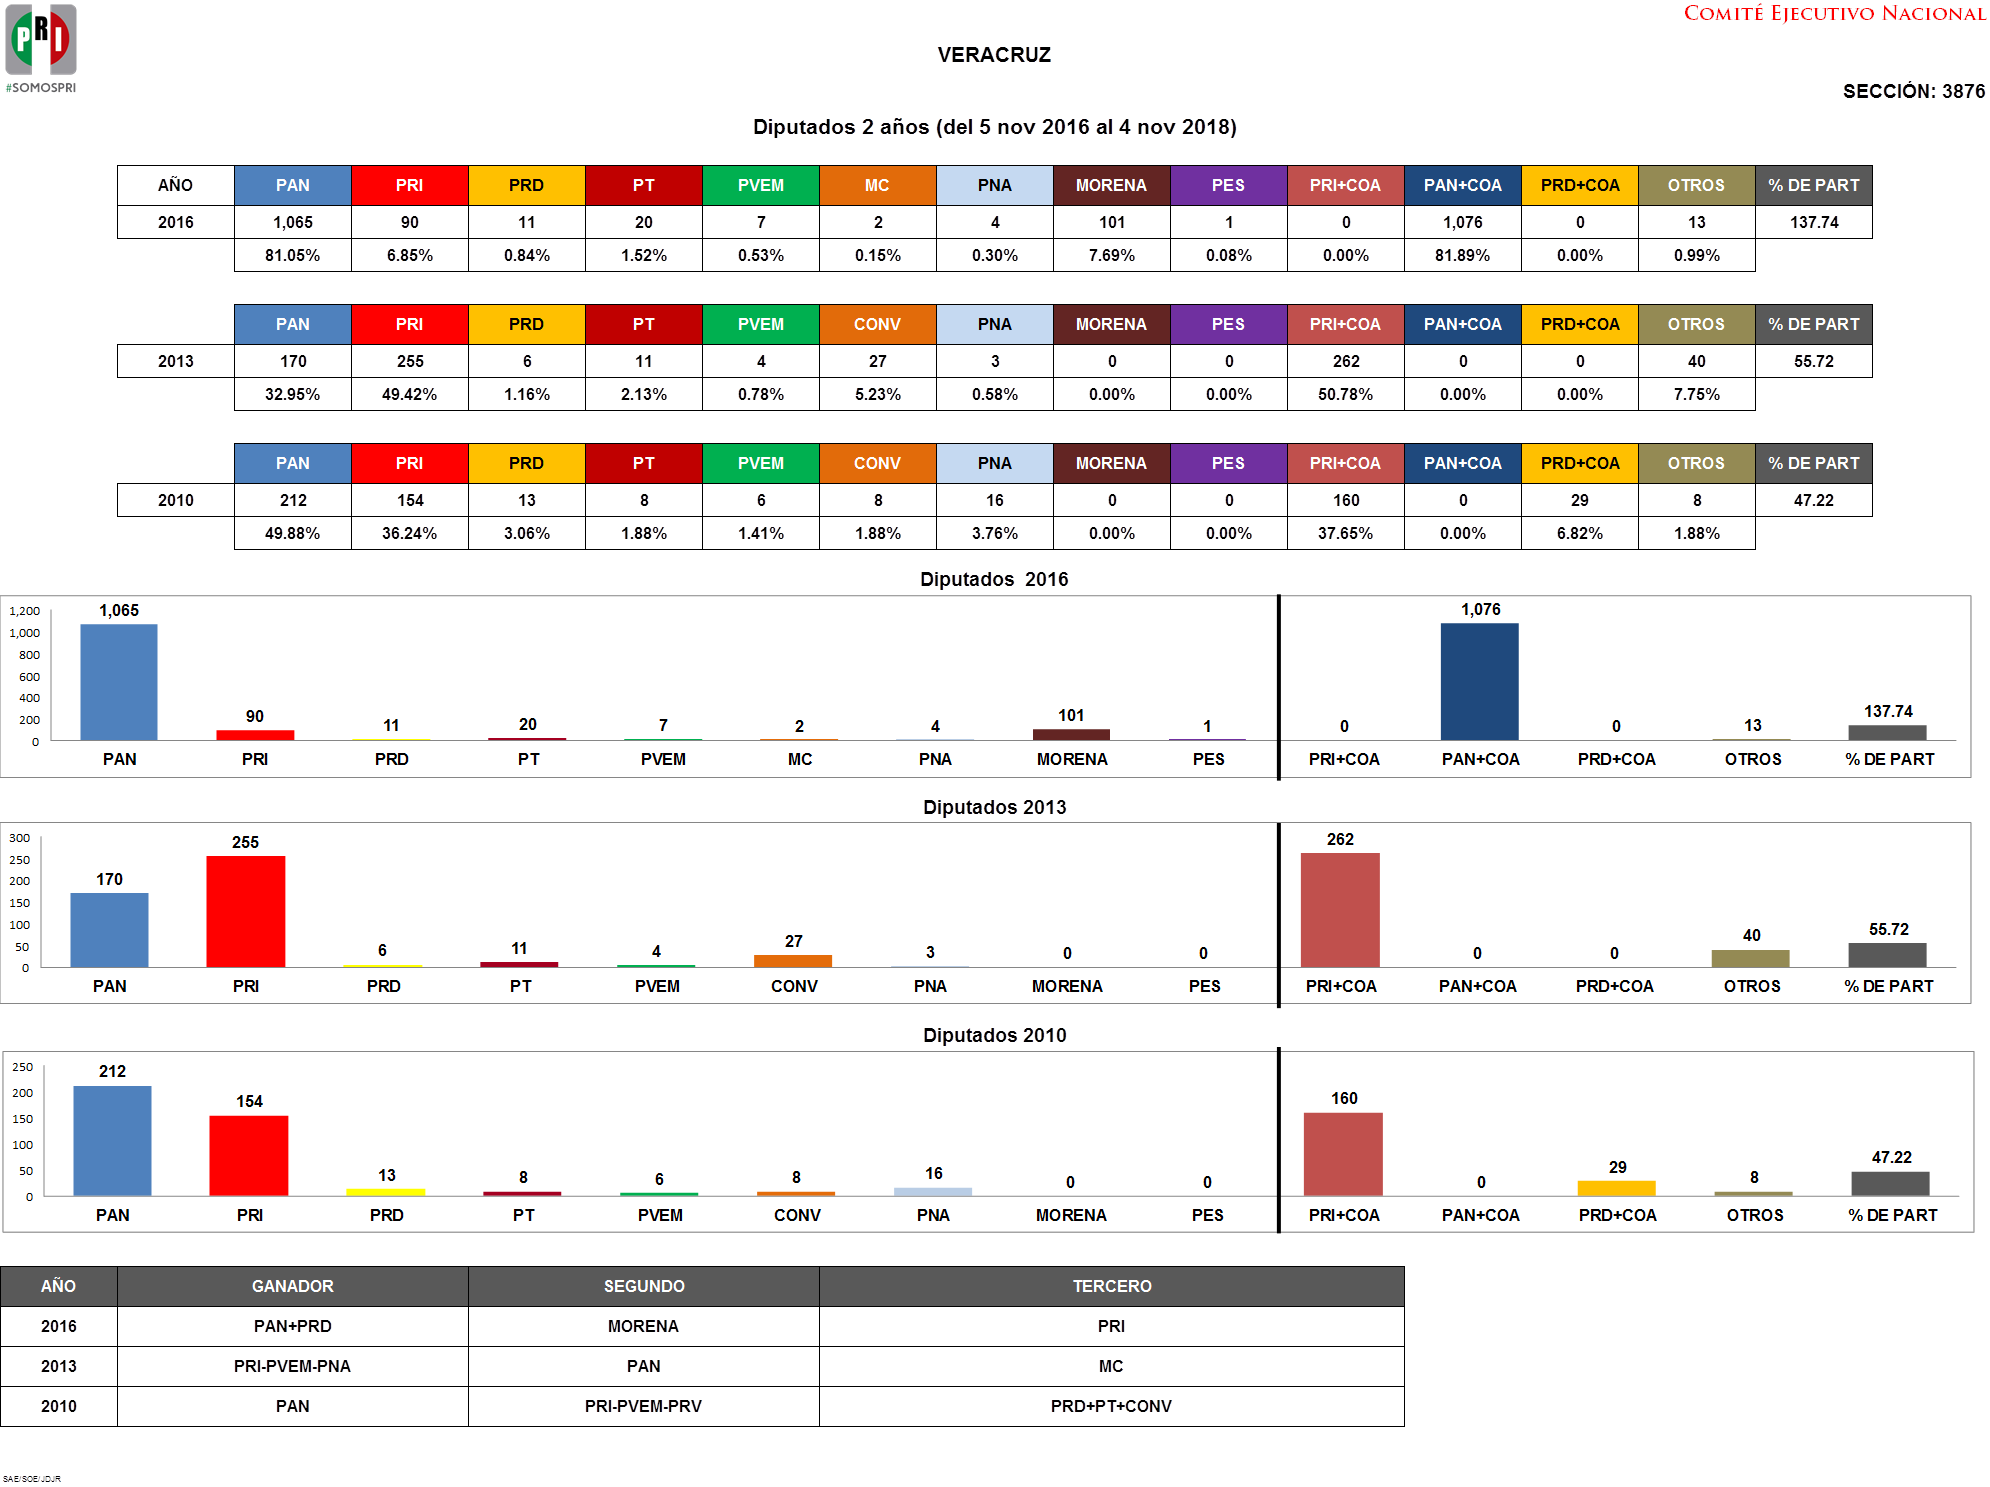 COMITÉ EJECUTIVO NACIONAL
PRI
#SOMOSPRI
VERACRUZ
SECCIÓN: 3876
Diputados 2 años (del 5 nov 2016 al 4 nov 2018)
AÑO PAN PRI PRD PT PVEM MC PNA MORENA PES PRI+COA PAN+COA PRD+COA OTROS % DE PART
2016 1,065 90 11 20 7 2 4 101 1 0 1,076 0 13 137.74
81.05% 6.85% 0.84% 1.52% 0.53% 0.15% 0.30% 7.69% 0.08% 0.00% 81.89% 0.00% 0.99%
PAN PRI PRD PT PVEM CONV PNA MORENA PES PRI+COA PAN+COA PRD+COA OTROS % DE PART
2013 170 255 6 11 4 27 3 0 0 262 0 0 40 55.72
32.95% 49.42% 1.16% 2.13% 0.78% 5.23% 0.58% 0.00% 0.00% 50.78% 0.00% 0.00% 7.75%
PAN PRI PRD PT PVEM CONV PNA MORENA PES PRI+COA PAN+COA PRD+COA OTROS % DE PART
2010 212 154 13 8 6 8 16 0 0 160 0 29 8 47.22
49.88% 36.24% 3.06% 1.88% 1.41% 1.88% 3.76% 0.00% 0.00% 37.65% 0.00% 6.82% 1.88%
Diputados 2016
1,200
1,000
800
600
400
200
0
1,065 90 11 20 7 2 4 101 1 0 1,076 0 13 137.74
PAN PRI PRD PT PVEM MC PNA MORENA PES PRI+COA PAN+COA PRD+COA OTROS % DE PART
Diputados 2013
300
250
200
150
100
50
0
170 255 6 11 4 27 3 0 0 262 0 0 40 55.72
PAN PRI PRD PT PVEM CONV PNA MORENA PES PRI+COA PAN+COA PRD+COA OTROS % DE PART
Diputados 2010
250
200
150
100
50
0
212 154 13 8 6 8 16 0 0 160 0 29 8 47.22
PAN PRI PRD PT PVEM CONV PNA MORENA PES PRI+COA PAN+COA PRD+COA OTROS % DE PART
AÑO GANADOR SEGUNDO TERCERO
2016 PAN+PRD MORENA PRI
2013 PRI-PVEM-PNA PAN MC
2010 PAN PRI-PVEM-PRV PRD+PT+CONV
SAE/SOE/JDJR